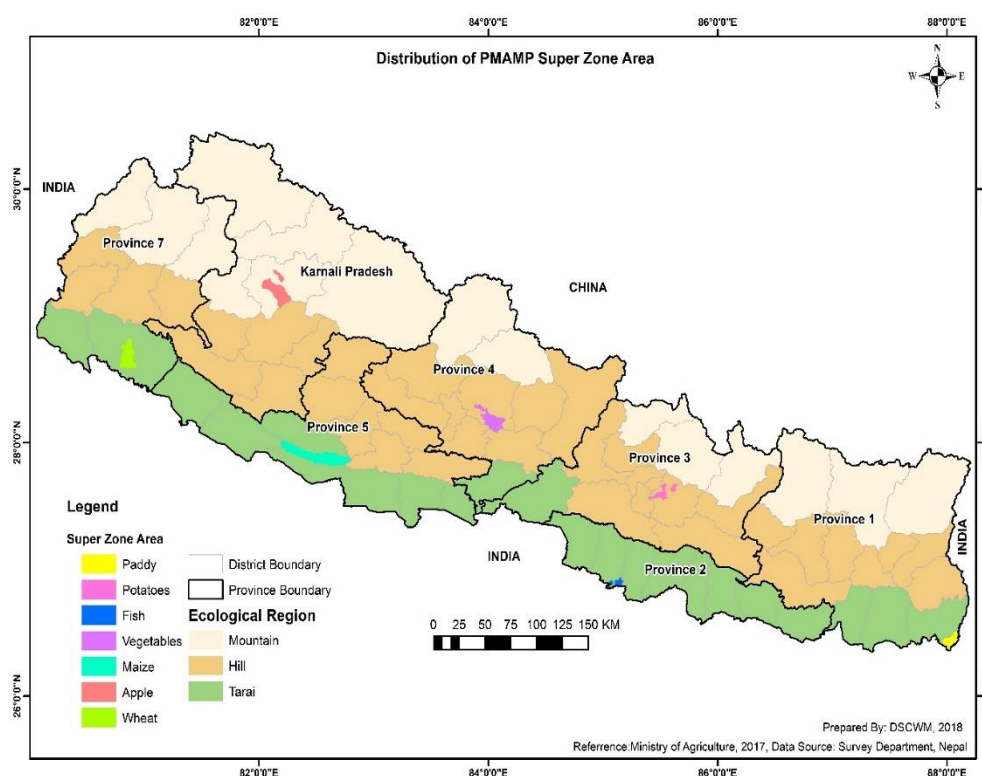 82°0'0"E 84°0'0"E 86°0'0"E 88°0'0"E
Distribution of PMAMP Super Zone Area
N
W E
S
30°0'0"N
INDIA
Province 7
Karnali Pradesh
CHINA
Province 4
28°0'0"N
Province 5
Province 3
Province 1
INDIA
INDIA
Province 2
26°0'0"N
Legend
Super Zone Area
Paddy
Potatoes
Fish
Vegetables
Maize
Apple
Wheat
District Boundary
Province Boundary
Ecological Region
Mountain
Hill
Tarai
0 25 50 75 100 125 150 KM
Prepared By: DSCWM, 2018
Referrence:Ministry of Agriculture, 2017, Data Source: Survey Department, Nepal
82°0'0"E 84°0'0"E 86°0'0"E 88°0'0"E